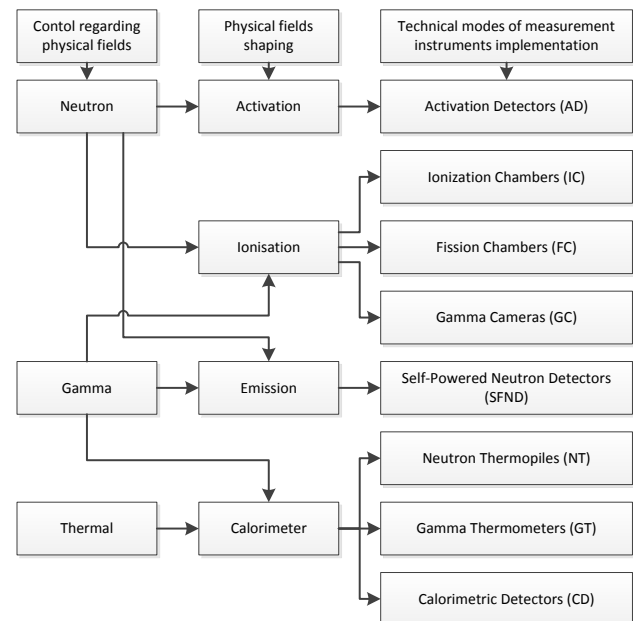 Contol regarding
physical fields
Physical fields
shaping
Technical modes of measurement
instruments implementation
Neutron
Activation
Activation Detectors (AD)
Ionization Chambers (IC)
Ionisation
Fission Chambers (FC)
Gamma Cameras (GC)
Gamma
Emission
Self-Powered Neutron Detectors
(SFND)
Neutron Thermopiles (NT)
Thermal
Calorimeter
Gamma Thermometers (GT)
Calorimetric Detectors (CD)